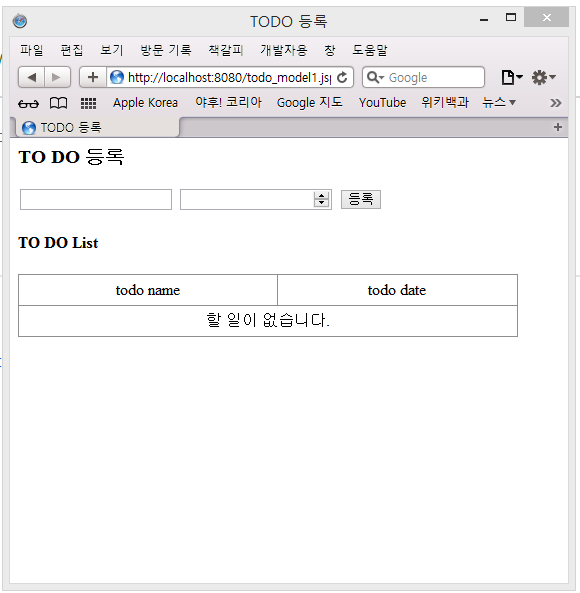 TODO 등록
파일 편집 보기 방문 기록 책갈피 개발자용 창 도움말
http://localhost:8080/todo_model1.jsp Google
Apple Korea 야후! 코리아 Google 지도 YouTube 위키백과 뉴스
TODO 등록
TO DO 등록
등록
TO DO List
todo name todo date
할 일이 없습니다.